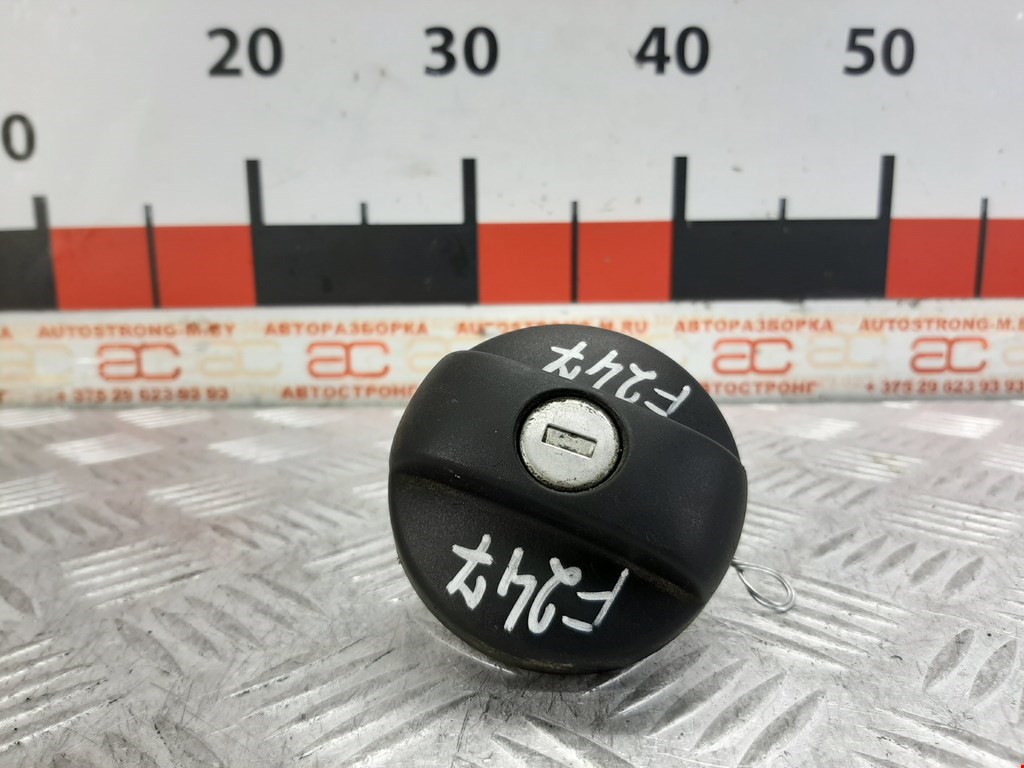 20 30 40 50
0
AUTOSTRONG-M.BY АВТОРАЗБОРКА AUTOSTRONG-M.RU АВТОРАЗБОРКА AUTOSTRONG-M.BY
AC AC AC AC
+ 375 29 623 93 93 АВТОСТРОНГ АВТОСТРОНГ + 375 29 623 93 93
F247
F247